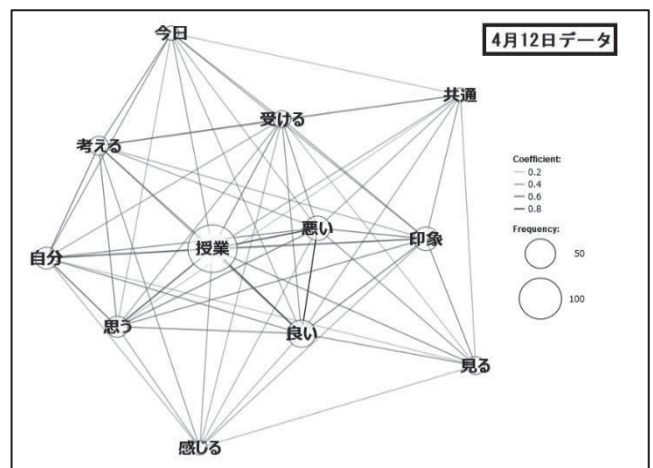 今日
4月12日データ
共通
受ける
考える
Coefficient:
0.2
0.4
0.6
0.8
Frequency:
50
100
悪い
印象
授業
自分
思う
良い
見る
感じる